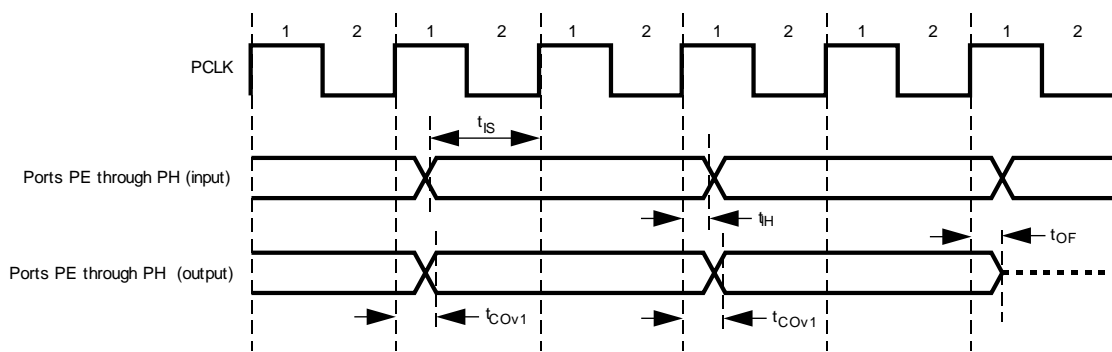 1 2 1 2 1 2 1 2 1 2 1 2
PCLK
tIS
Ports PE through PH (input)
tIH
tOF
Ports PE through PH (output)
tCOv1 tCOv1